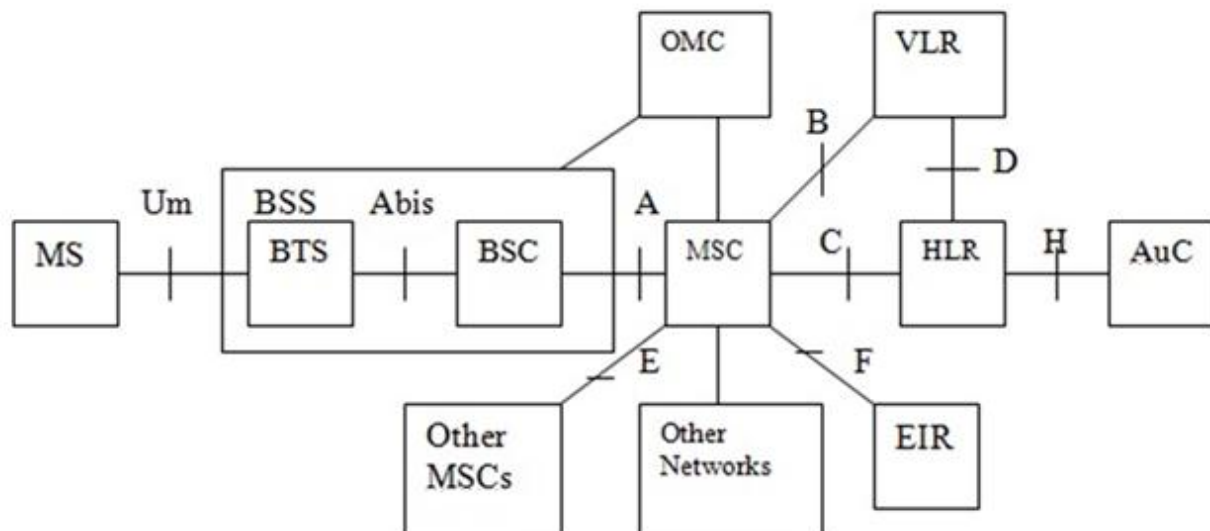 OMC
VLR
B
D
Um
BSS
Abis
A
MS
BTS
BSC
MSC
C
HLR
H
AuC
E
F
Other
MSCs
Other
Networks
EIR